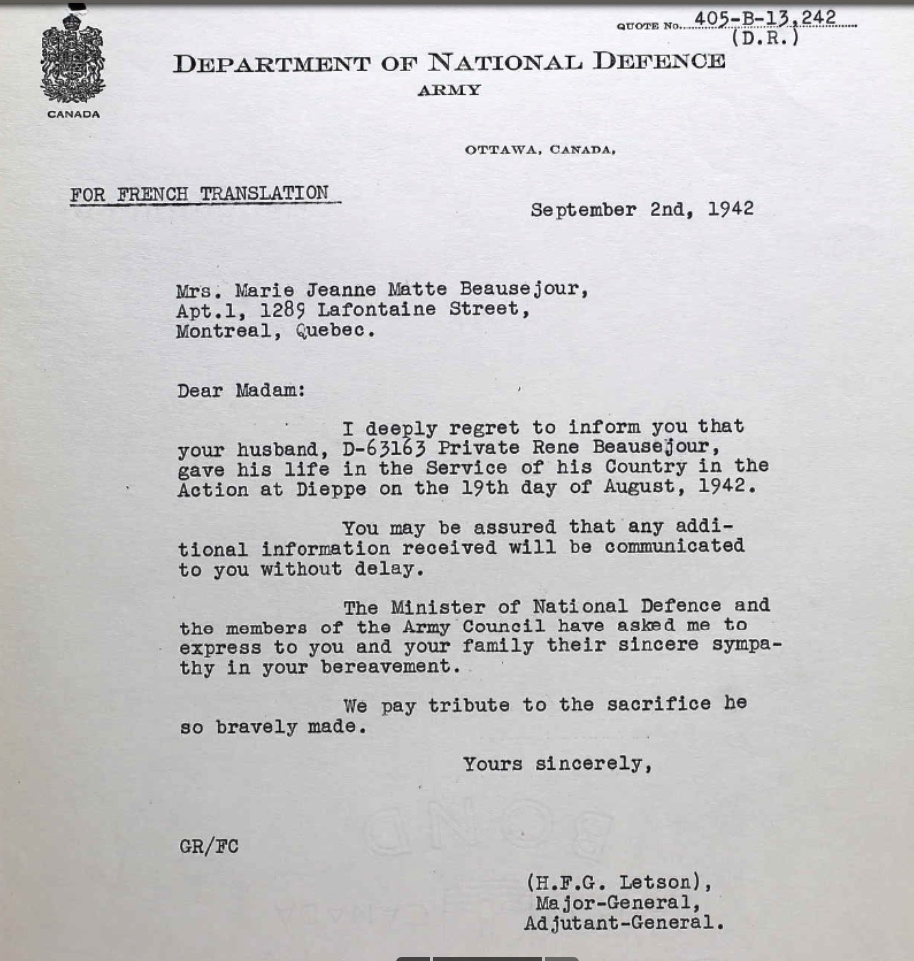 QUOTE No. 405-B-13,242
(D.R.)
DEPARTMENT OF NATIONAL DEFENCE
ARMY
CANADA
OTTAWA, CANADA,
FOR FRENCH TRANSLATION
September 2nd, 1942
Mrs. Marie Jeanne Matte Beausejour,
Apt.1, 1289 Lafontaine Street,
Montreal, Quebec.
Dear Madam:
I deeply regret to inform you that
your husband, D-63163 Private Rene Beausejour,
gave his life in the Service of his Country in the
Action at Dieppe on the 19th day of August, 1942.
You may be assured that any addi-
tional information received will be communicated
to you without delay.
The Minister of National Defence and
the members of the Army Council have asked me to
express to you and your family their sincere sympa-
thy in your bereavement.
We pay tribute to the sacrifice he
so bravely made.
Yours sincerely,
BOND
GR/FC
CANADA
(H.F.G. Letson),
Major-General,
Adjutant-General.